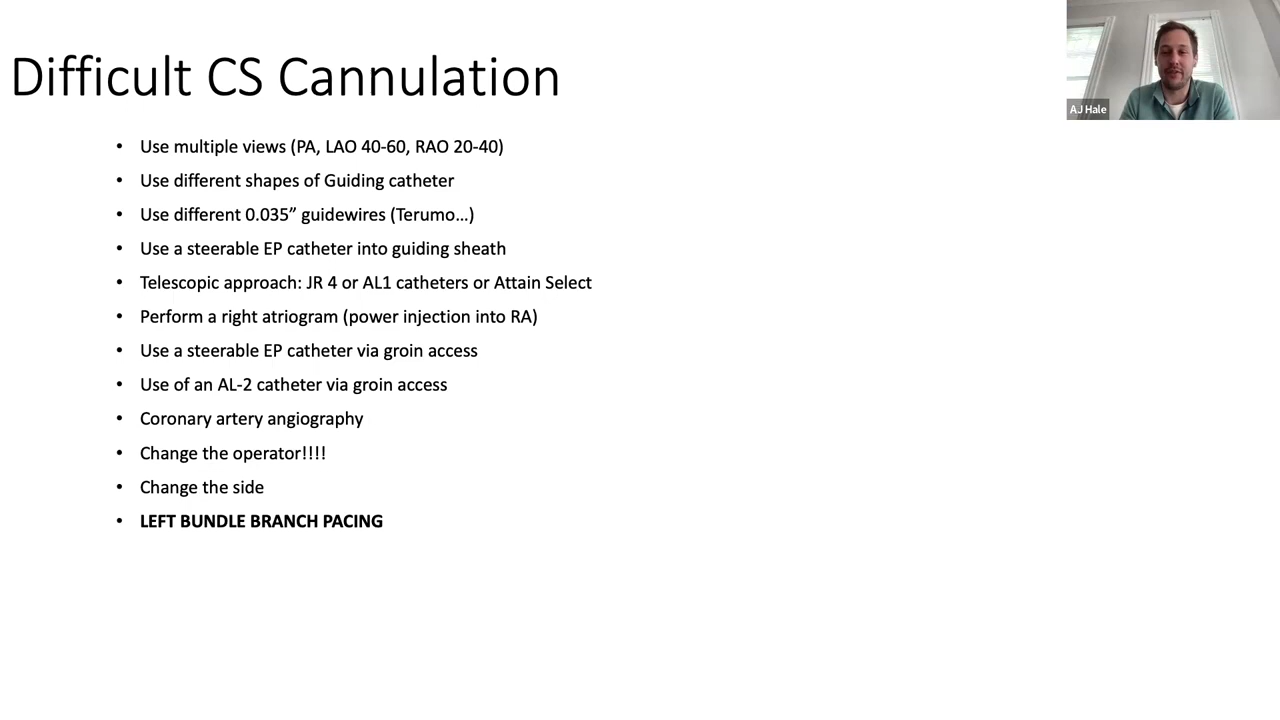 Difficult CS Cannulation
AJ Hale
• Use multiple views (PA, LAO 40-60, RAO 20-40)
• Use different shapes of Guiding catheter
• Use different 0.035” guidewires (Terumo…)
• Use a steerable EP catheter into guiding sheath
• Telescopic approach: JR 4 or AL1 catheters or Attain Select
• Perform a right atriogram (power injection into RA)
• Use a steerable EP catheter via groin access
• Use of an AL-2 catheter via groin access
• Coronary artery angiography
• Change the operator!!!!
• Change the side
• LEFT BUNDLE BRANCH PACING